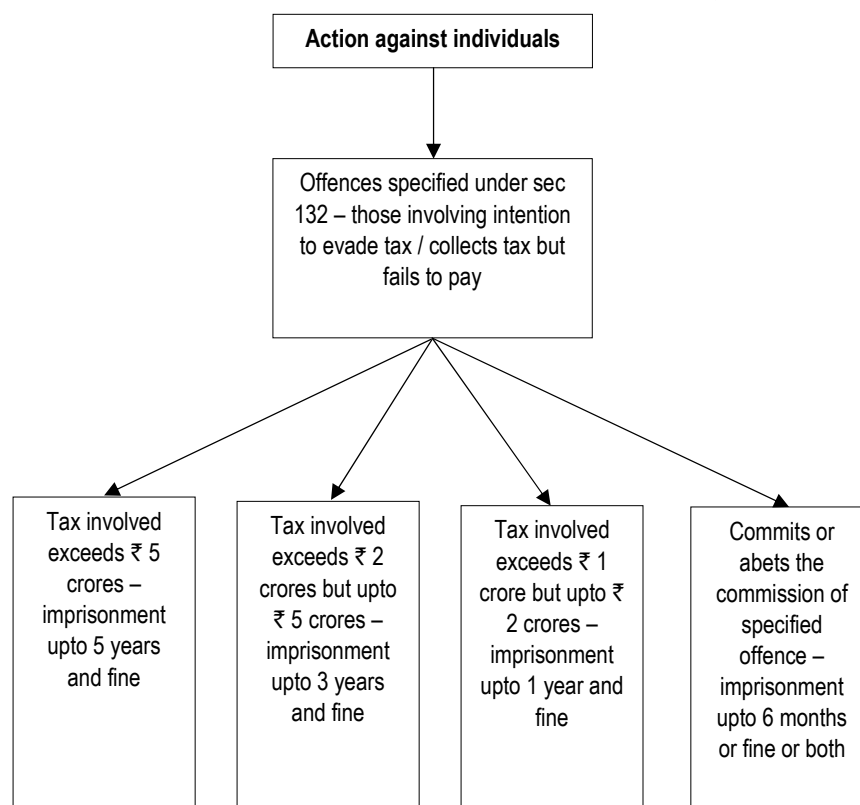 Action against individuals
Offences specified under sec
132 – those involving intention
to evade tax / collects tax but
fails to pay
Tax involved
exceeds ₹ 5
crores –
imprisonment
upto 5 years
and fine
Tax involved
exceeds ₹ 2
crores but upto
₹ 5 crores –
imprisonment
upto 3 years
and fine
Tax involved
exceeds ₹ 1
crore but upto ₹
2 crores –
imprisonment
upto 1 year and
fine
Commits or
abets the
commission of
specified
offence –
imprisonment
upto 6 months
or fine or both